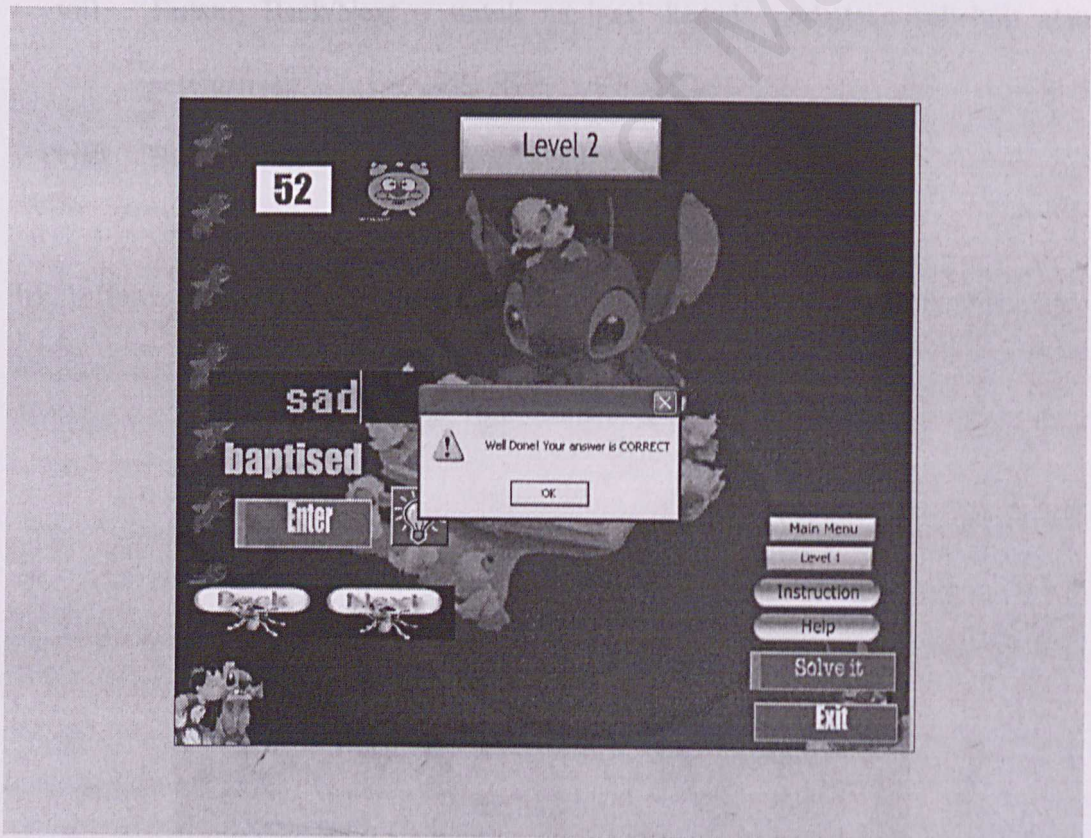 Level 2
52
sad
Well Done! Your answer is CORRECT
baptised
OK
Enter
Main Menu
Level 1
Back Next
Instruction
Help
Solve it
Exit